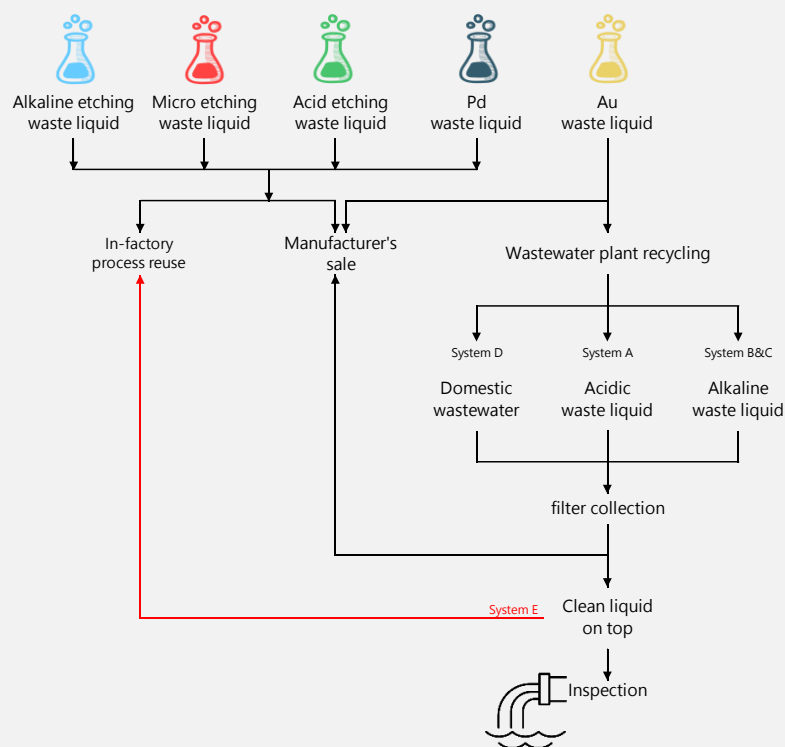 Alkaline etching
waste liquid
Micro etching
waste liquid
Acid etching
waste liquid
Pd
waste liquid
Au
waste liquid
In-factory
process reuse
Manufacturer's
sale
Wastewater plant recycling
System D
System A
System B&C
Domestic
wastewater
Acidic
waste liquid
Alkaline
waste liquid
filter collection
System E
Clean liquid
on top
Inspection